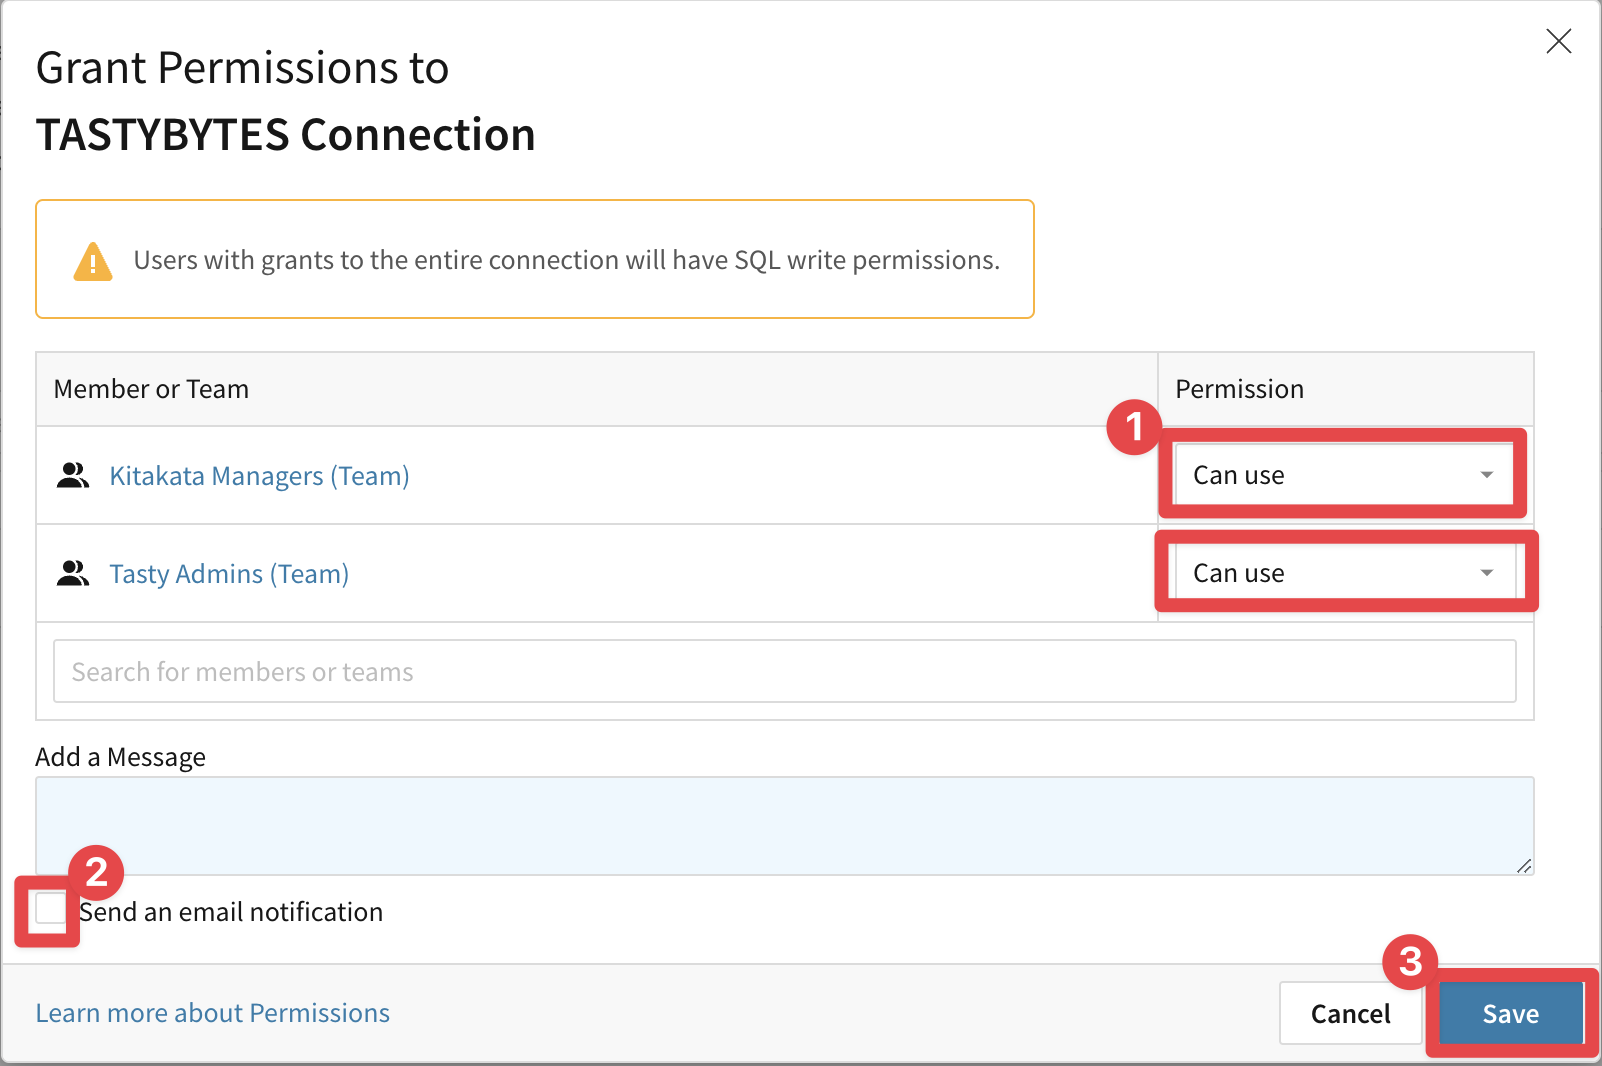 Grant Permissions to
TASTYBYTES Connection
Users with grants to the entire connection will have SQL write permissions.
Member or Team
Permission
1
Kitakata Managers (Team)
Can use
Tasty Admins (Team)
Can use
Search for members or teams
Add a Message
2
Send an email notification
3
Learn more about Permissions
Cancel
Save